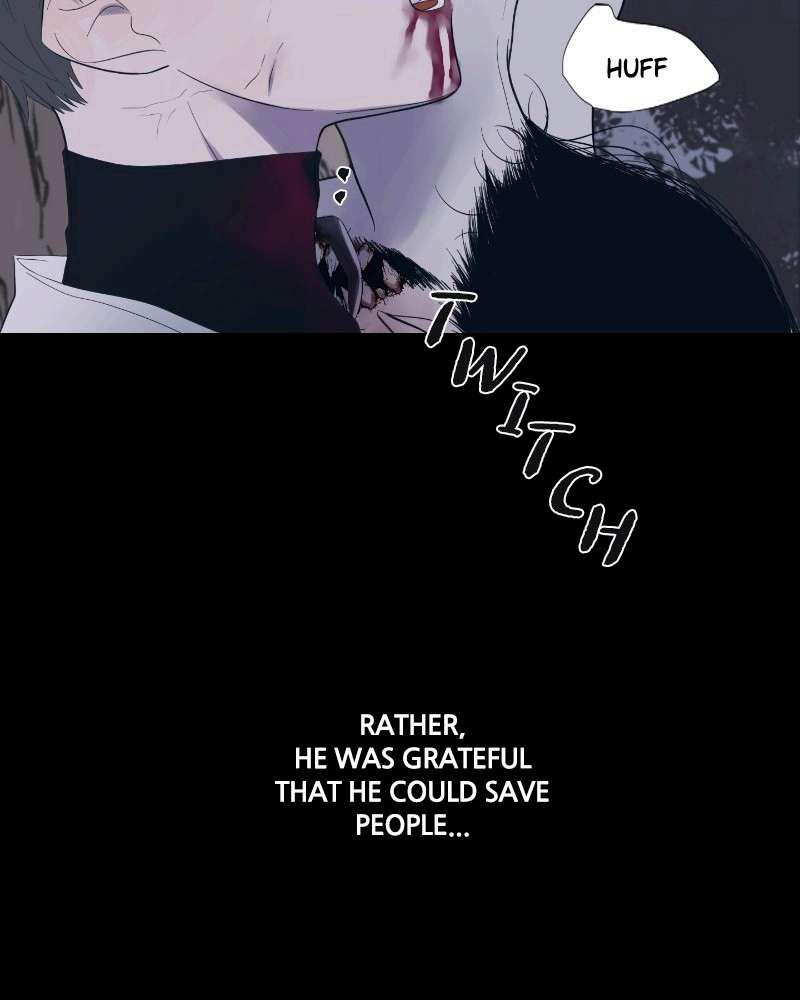 HUFF
TWITCH
RATHER,
HE WAS GRATEFUL
THAT HE COULD SAVE
PEOPLE...